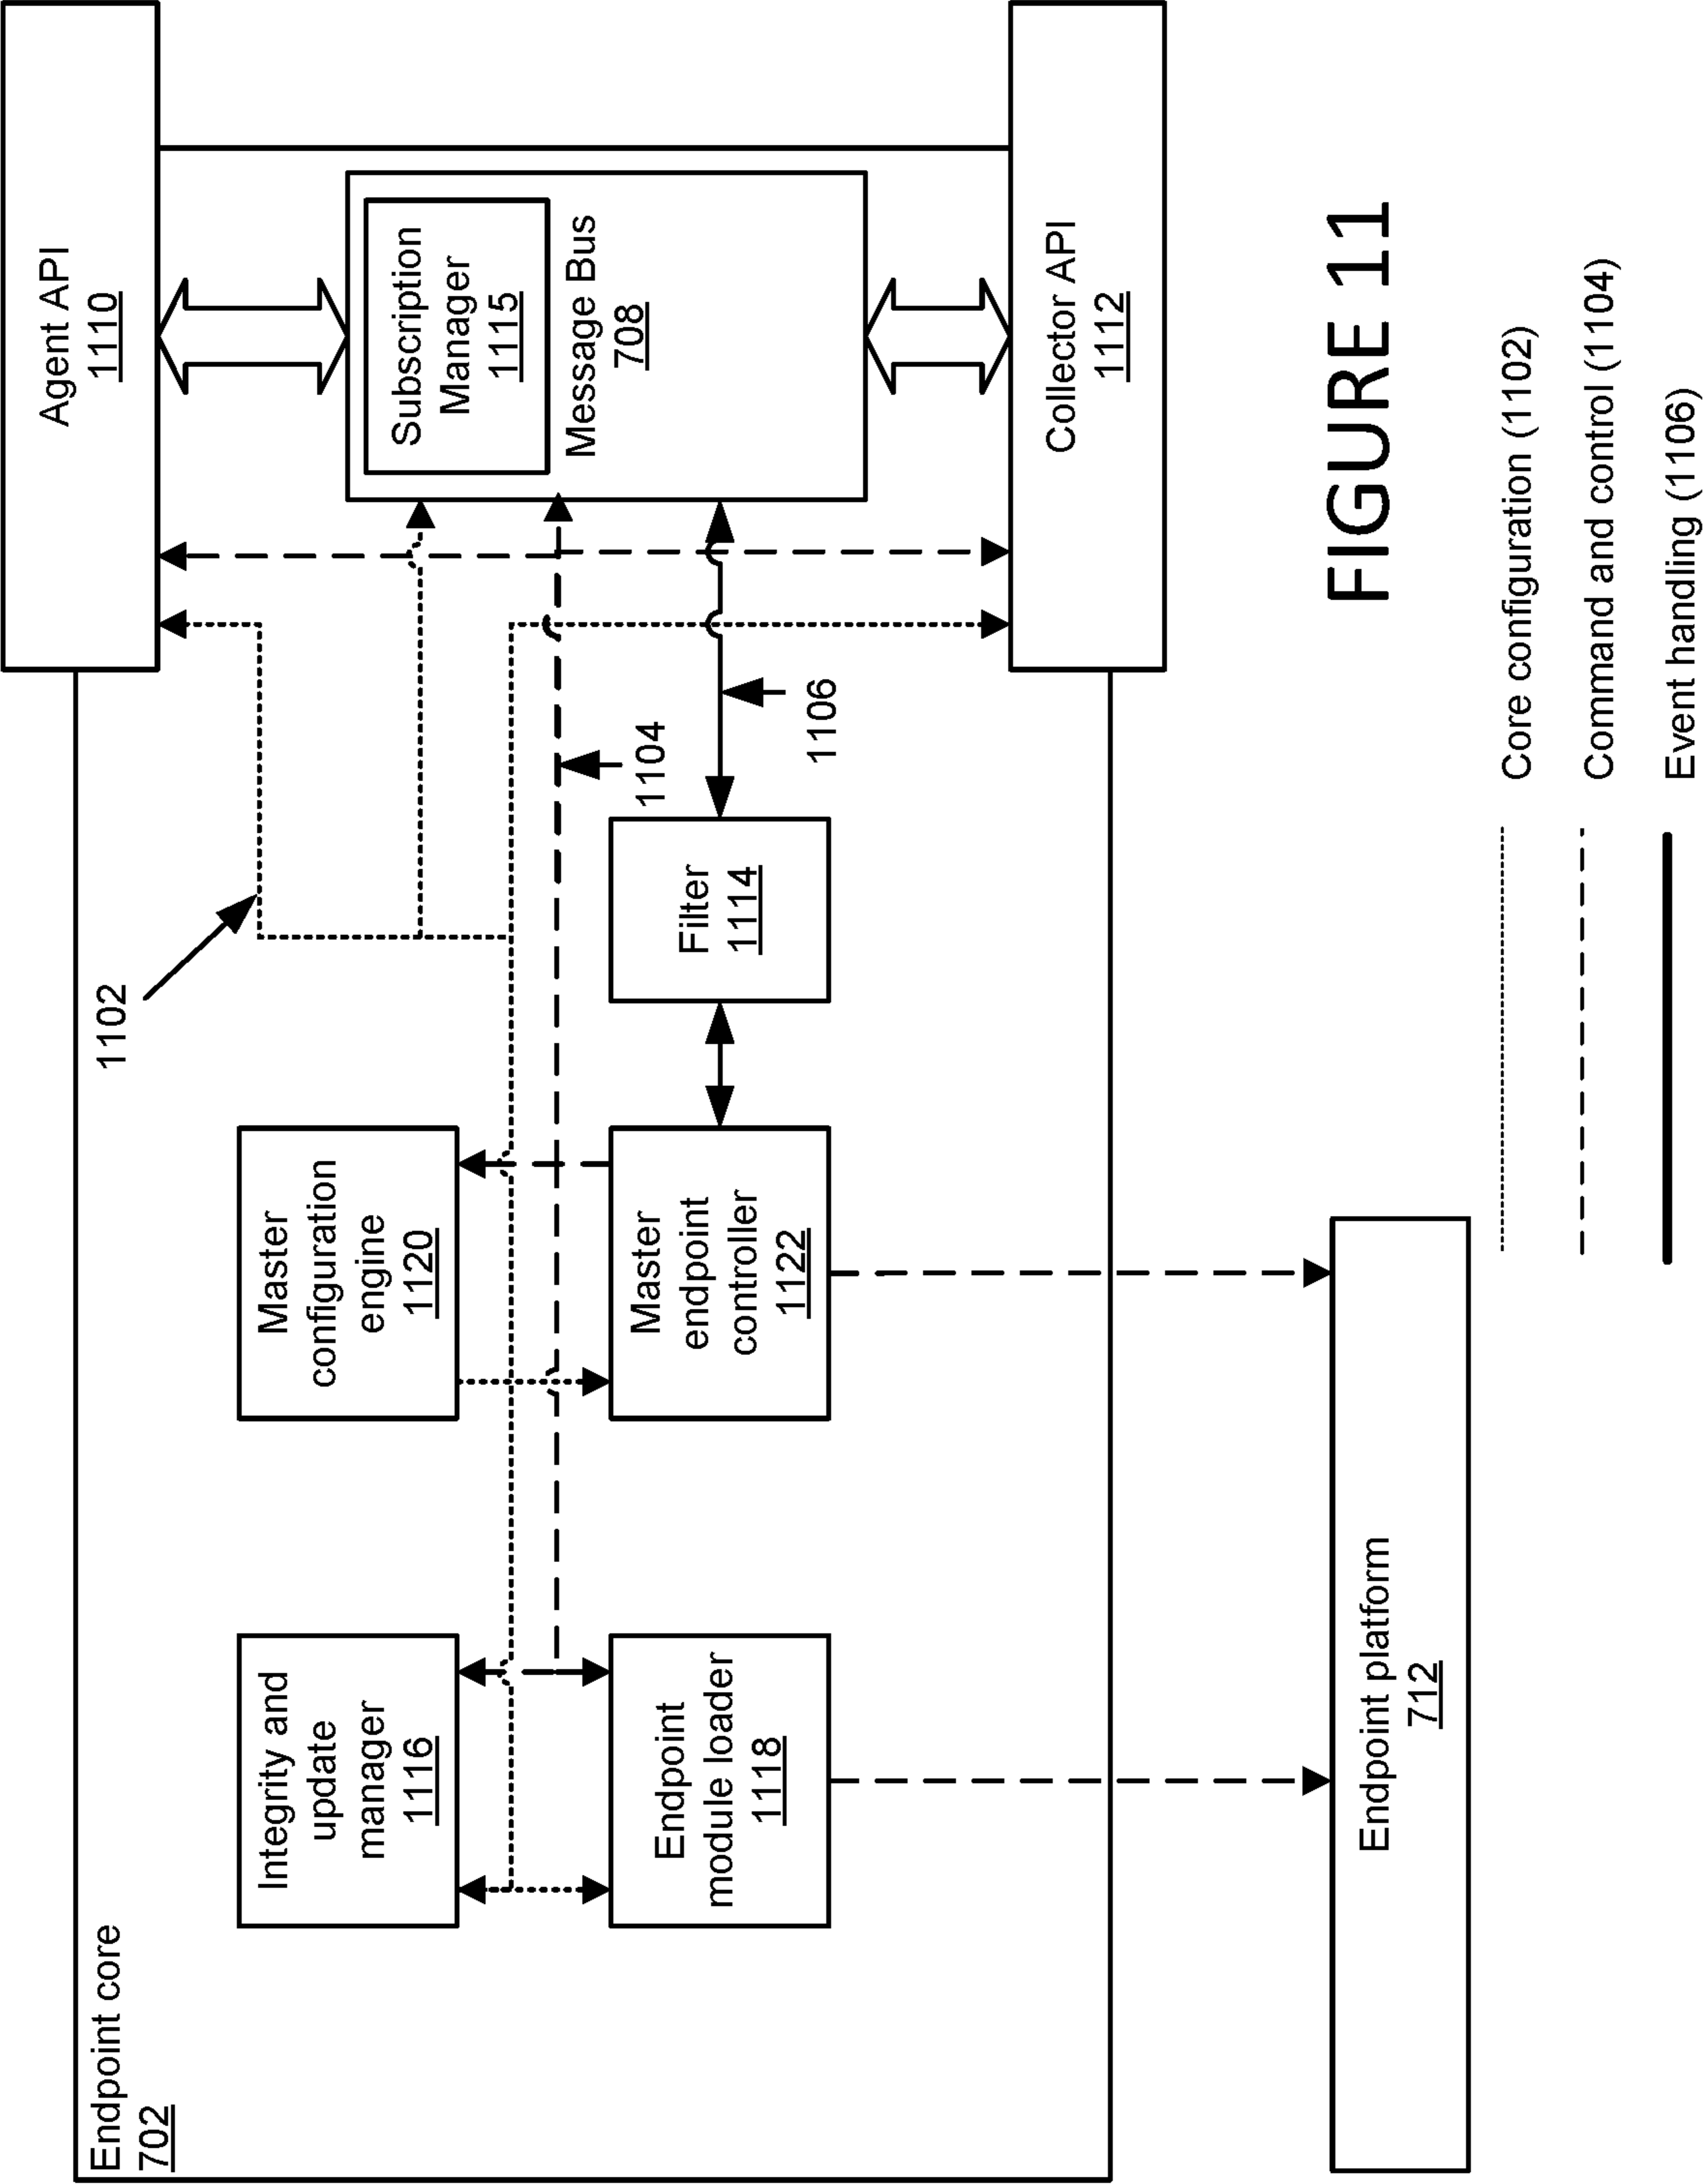 Endpoint core
702
Agent API
1110
1102
Integrity and
update
manager
1116
Master
configuration
engine
1120
Subscription
Manager
1115
Message Bus
708
1104
Endpoint
module loader
1118
Master
endpoint
controller
1122
Filter
1114
1106
Collector API
1112
Endpoint platform
712
FIGURE 11
Core configuration (1102)
Command and control (1104)
Event handling (1106)